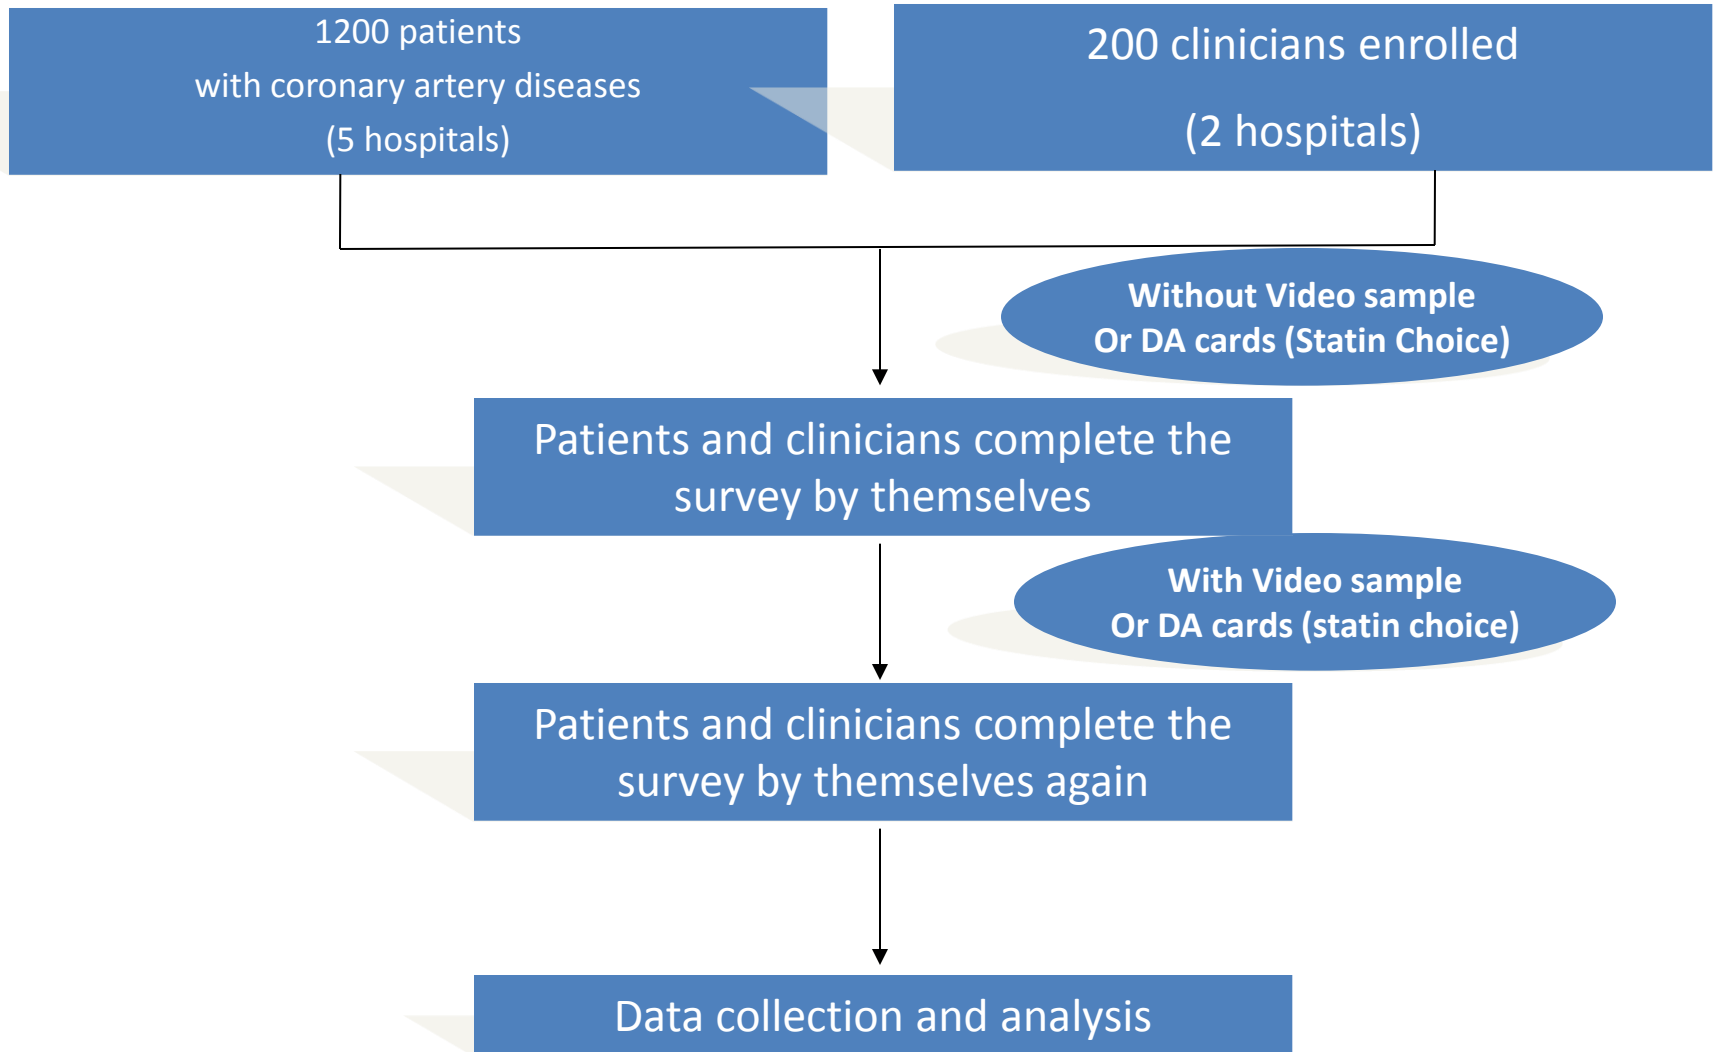 1200 patients
with coronary artery diseases
(5 hospitals)
200 clinicians enrolled
(2 hospitals)
Without Video sample
Or DA cards (Statin Choice)
Patients and clinicians complete the
survey by themselves
With Video sample
Or DA cards (statin choice)
Patients and clinicians complete the
survey by themselves again
Data collection and analysis